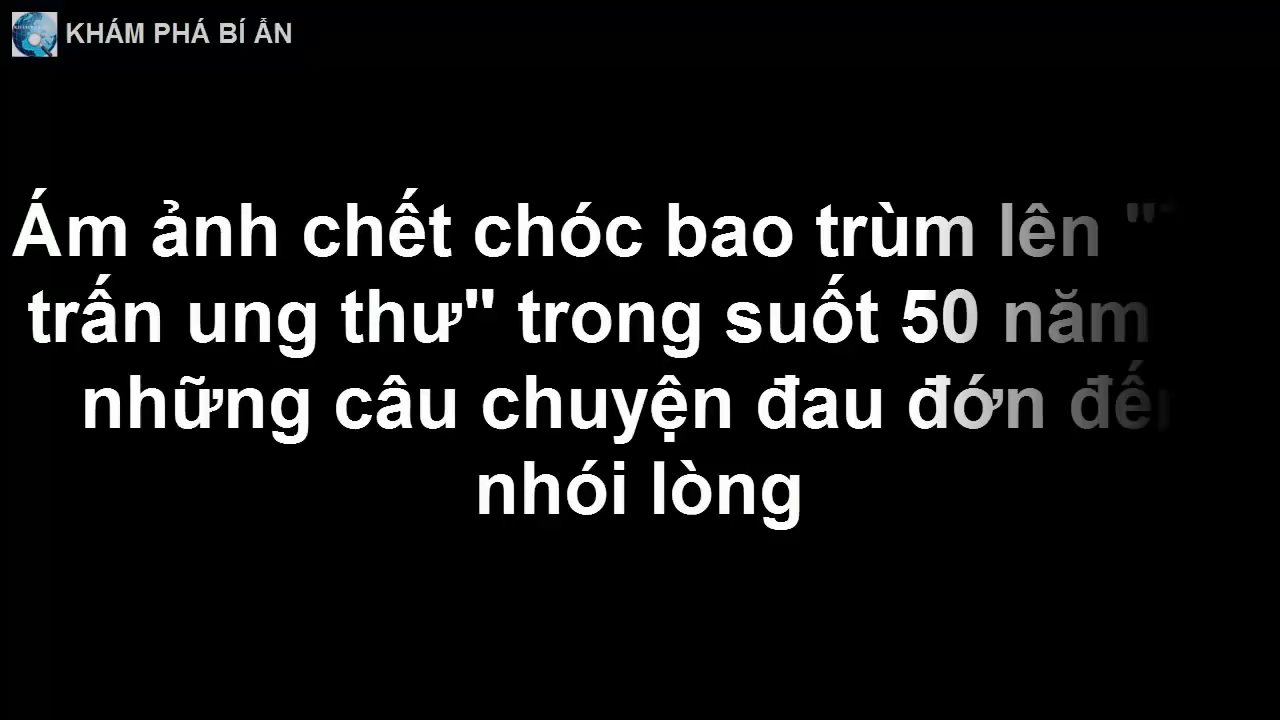 KHÁM PHÁ BÍ ẨN
Ám ảnh chết chóc bao trùm lên
trấn ung thư" trong suốt 50 năm
những câu chuyện đau đớn
nhói lòng